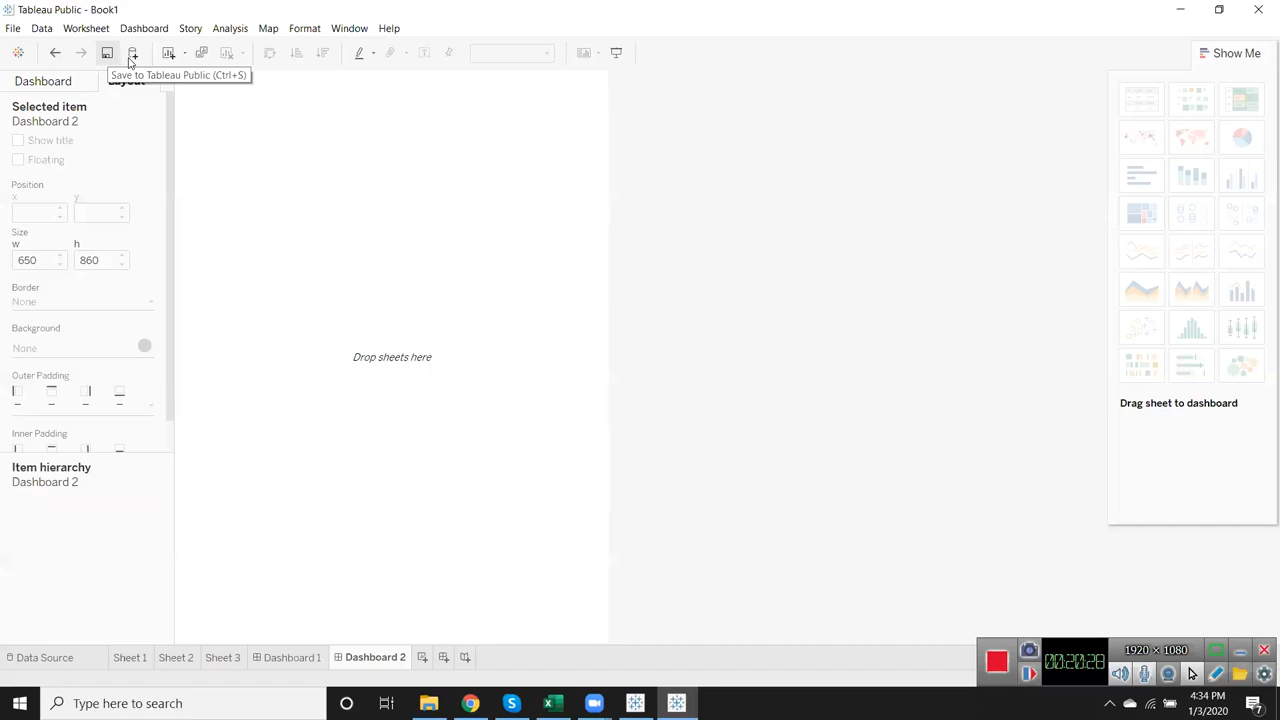 Tableau Public - Book1
File Data Worksheet Dashboard Story Analysis Map Format Window Help
Show Me
Save to Tableau Public (Ctrl+S)
Dashboard
Layout
Selected item
Dashboard 2
Show title
Floating
Position
x y
Size
w h
650 860
Border
None
Background
None
Outer Padding
Inner Padding
Item hierarchy
Dashboard 2
Drop sheets here
Drag sheet to dashboard
Data Source Sheet 1 Sheet 2 Sheet 3 Dashboard 1 Dashboard 2
00:20:28
1920 × 1080
Type here to search
4:34 PM
1/3/2020
7